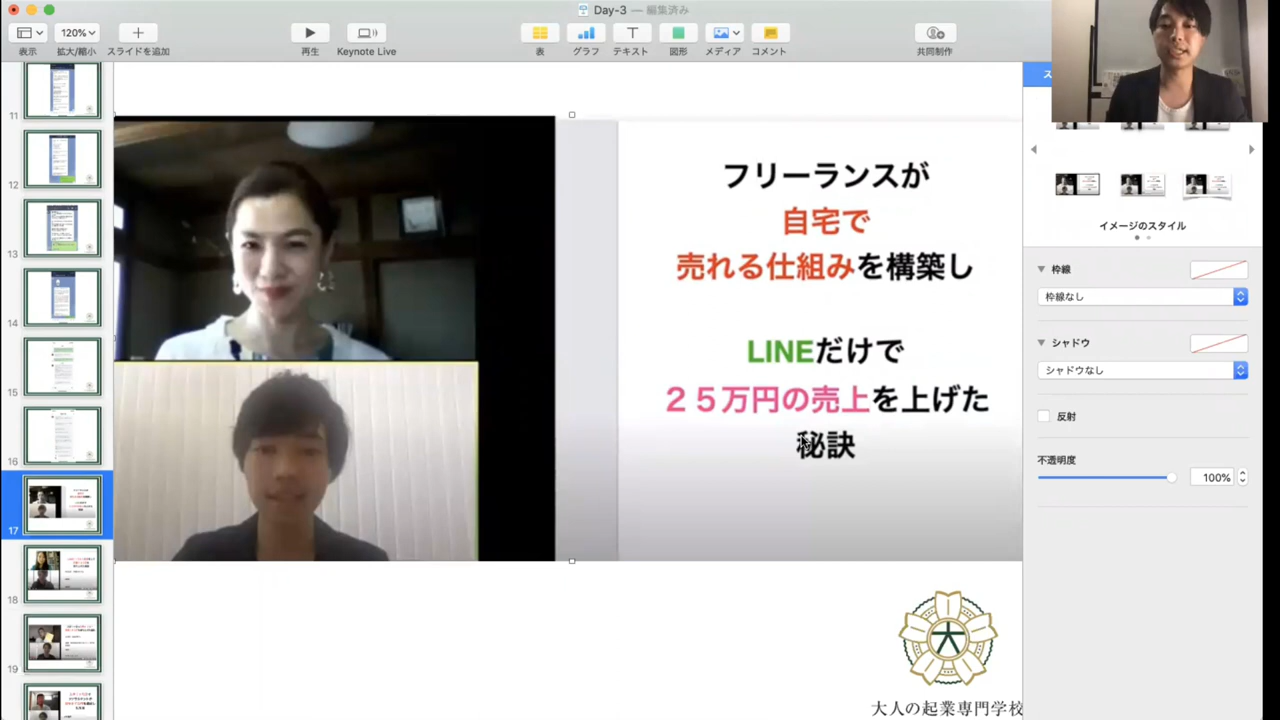 Day-3 — 編集済み
120%
表示
拡大/縮小
スライドを追加
再生
Keynote Live
表
グラフ
テキスト
図形
メディア
コメント
共同制作
11
12
13
14
15
16
17
18
19
フリーランスが
自宅で
売れる仕組みを構築し
LINEだけで
２５万円の売上を上げた
秘訣
大
大人の起業専門学校
イメージのスタイル
枠線
枠線なし
シャドウ
シャドウなし
反射
不透明度
100%